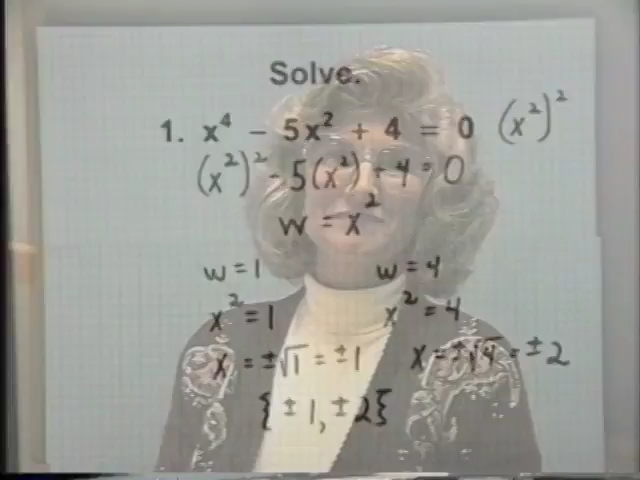 Solve.
1. x⁴ - 5x² + 4 = 0 (x²)²
(x²)² - 5(x²) + 4 = 0
w = x²
w = 1 w = 4
x² = 1 x² = 4
x = ±√1 = ±1 x = ±√4 = ±2
{±1, ±2}